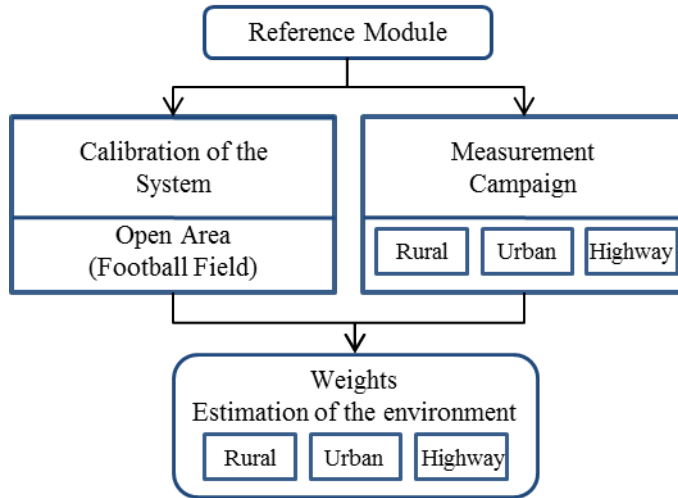 Reference Module
Calibration of the
System
Open Area
(Football Field)
Measurement
Campaign
Rural
Urban
Highway
Weights
Estimation of the environment
Rural
Urban
Highway